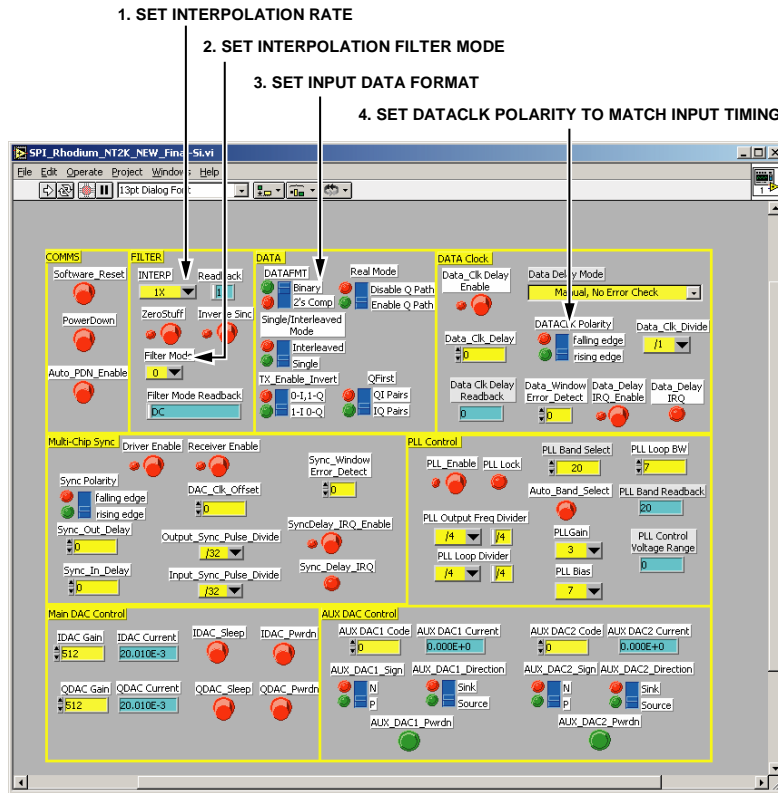 1. SET INTERPOLATION RATE
2. SET INTERPOLATION FILTER MODE
3. SET INPUT DATA FORMAT
4. SET DATACLK POLARITY TO MATCH INPUT TIMING
SPI_Rhodium_NT2K_NEW_Final-Si.vi
File Edit Operate Project Windows Help
13pt Dialog Font
1
COMMS
Software_Reset
PowerDown
Auto_PDN_Enable
FILTER
INTERP Readback
1X
ZeroStuff Inverse Sinc
Filter Mode
0
Filter Mode Readback
DC
DATA
DATAFMT
Binary
2's Comp
Real Mode
Disable Q Path
Enable Q Path
Single/Interleaved
Mode
Interleaved
Single
TX_Enable_Invert
0-I,1-Q
1-I 0-Q
QFirst
QI Pairs
IQ Pairs
DATA Clock
Data_Clk Delay
Enable
Data Delay Mode
Manual, No Error Check
Data_Clk_Delay
0
DATACLK Polarity
falling edge
rising edge
Data_Clk_Divide
/1
Data Clk Delay
Readback
0
Data_Window
Error_Detect
0
Data_Delay
IRQ_Enable
Data_Delay
IRQ
Multi-Chip Sync
Driver Enable
Receiver Enable
Sync_Window
Error_Detect
0
Sync Polarity
falling edge
rising edge
DAC_Clk_Offset
0
Sync_Out_Delay
0
Output_Sync_Pulse_Divide
/32
SyncDelay_IRQ_Enable
Sync_In_Delay
0
Input_Sync_Pulse_Divide
/32
Sync_Delay_IRQ
PLL Control
PLL_Enable PLL Lock
PLL Band Select
20
PLL Loop BW
7
Auto_Band_Select
PLL Band Readback
20
PLL Output Freq Divider
/4 /4
PLL Loop Divider
/4 /4
PLLGain
3
PLL Bias
7
PLL Control
Voltage Range
0
Main DAC Control
IDAC Gain IDAC Current
512 20.010E-3
IDAC_Sleep IDAC_Pwrdn
QDAC Gain QDAC Current
512 20.010E-3
QDAC_Sleep QDAC_Pwrdn
AUX DAC Control
AUX DAC1 Code AUX DAC1 Current
0 0.000E+0
AUX_DAC1_Sign AUX_DAC1_Direction
N Sink
P Source
AUX_DAC1_Pwrdn
AUX DAC2 Code AUX DAC2 Current
0 0.000E+0
AUX_DAC2_Sign AUX_DAC2_Direction
N Sink
P Source
AUX_DAC2_Pwrdn